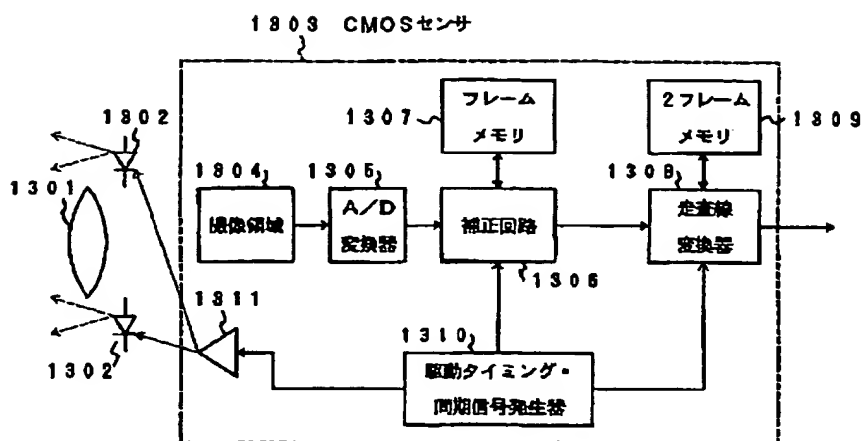 1303 CMOSセンサ
1302
1301
1304
撮像領域
1305
A/D
変換器
1307
フレーム
メモリ
補正回路
1306
1308
2フレーム
メモリ
1309
走査線
変換器
1311
1302
1310
駆動タイミング・
同期信号発生器